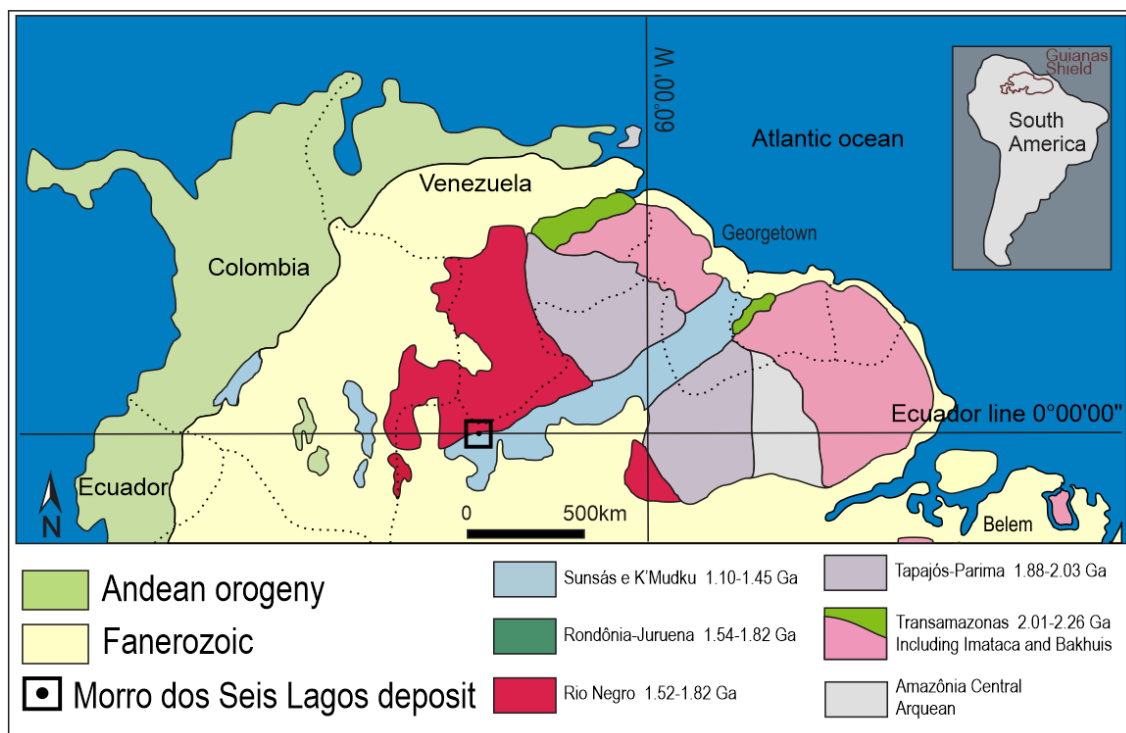 Guianas
Shield
South
America
60°00' W
Atlantic ocean
Venezuela
Georgetown
Colombia
Ecuador line 0°00'00"
Ecuador
N
0 500km
Belem
Andean orogeny
Fanerozoic
Morro dos Seis Lagos deposit
Sunsás e K'Mudku 1.10-1.45 Ga
Rondônia-Juruena 1.54-1.82 Ga
Rio Negro 1.52-1.82 Ga
Tapajós-Parima 1.88-2.03 Ga
Transamazonas 2.01-2.26 Ga
Including Imataca and Bakhuis
Amazônia Central
Arquean